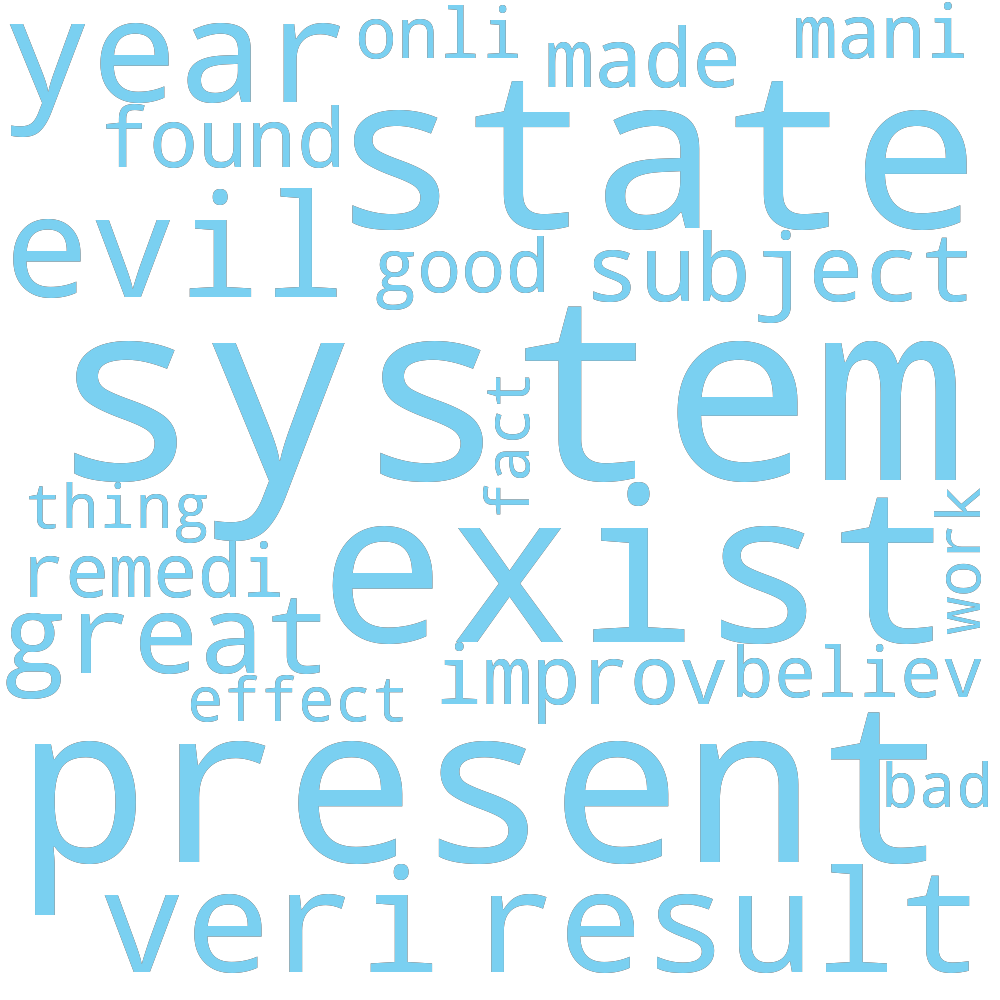 year
onli
made
mani
found
state
evil
good
subject
system
fact
thing
exist
work
remedi
great
improv
believ
effect
present
bad
veri
result